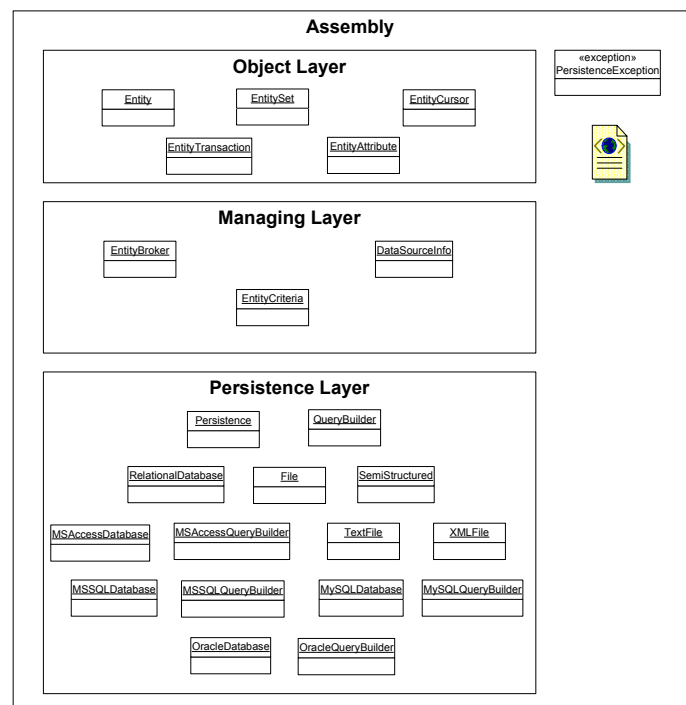 Assembly
Object Layer
«exception»
PersistenceException
Entity
EntitySet
EntityCursor
EntityTransaction
EntityAttribute
Managing Layer
EntityBroker
DataSourceInfo
EntityCriteria
Persistence Layer
Persistence
QueryBuilder
RelationalDatabase
File
SemiStructured
MSAccessDatabase
MSAccessQueryBuilder
TextFile
XMLFile
MSSQLDatabase
MSSQLQueryBuilder
MySQLDatabase
MySQLQueryBuilder
OracleDatabase
OracleQueryBuilder